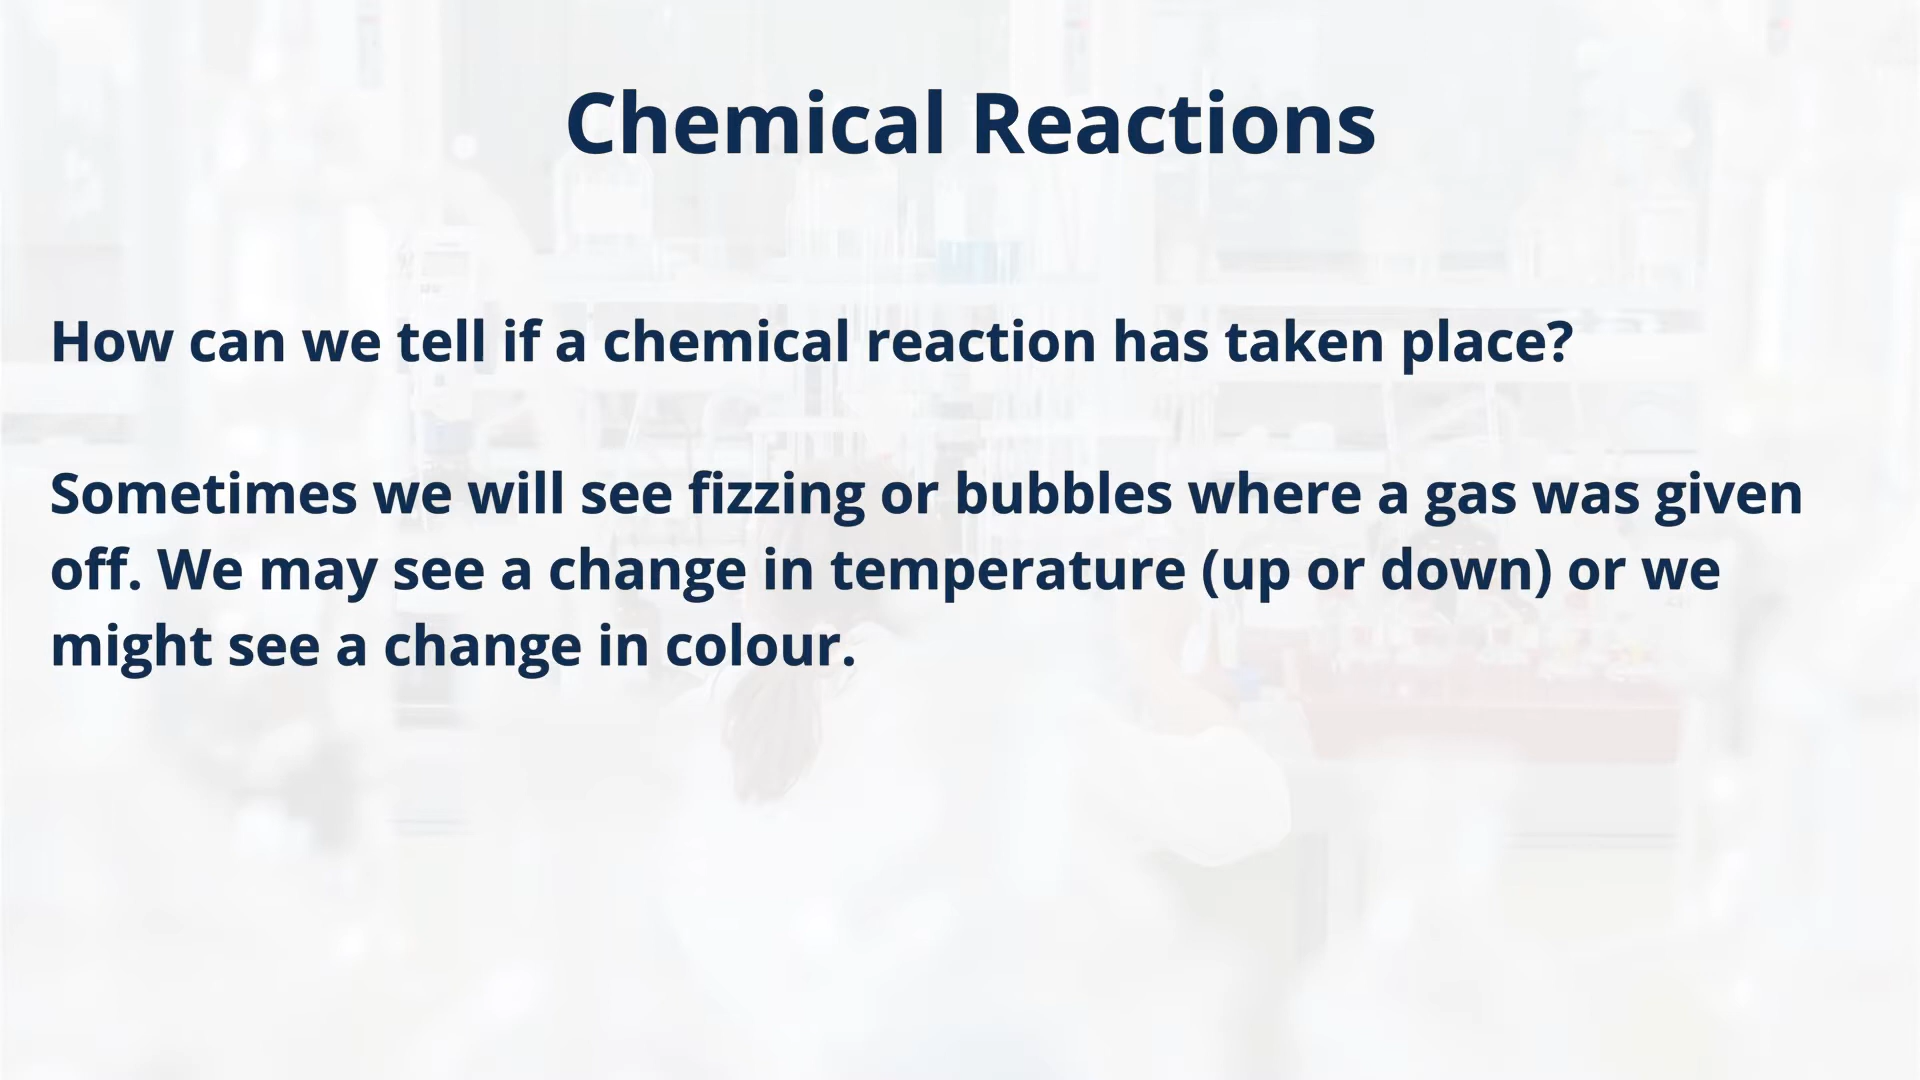 Chemical Reactions
How can we tell if a chemical reaction has taken place?
Sometimes we will see fizzing or bubbles where a gas was given
off. We may see a change in temperature (up or down) or we
might see a change in colour.